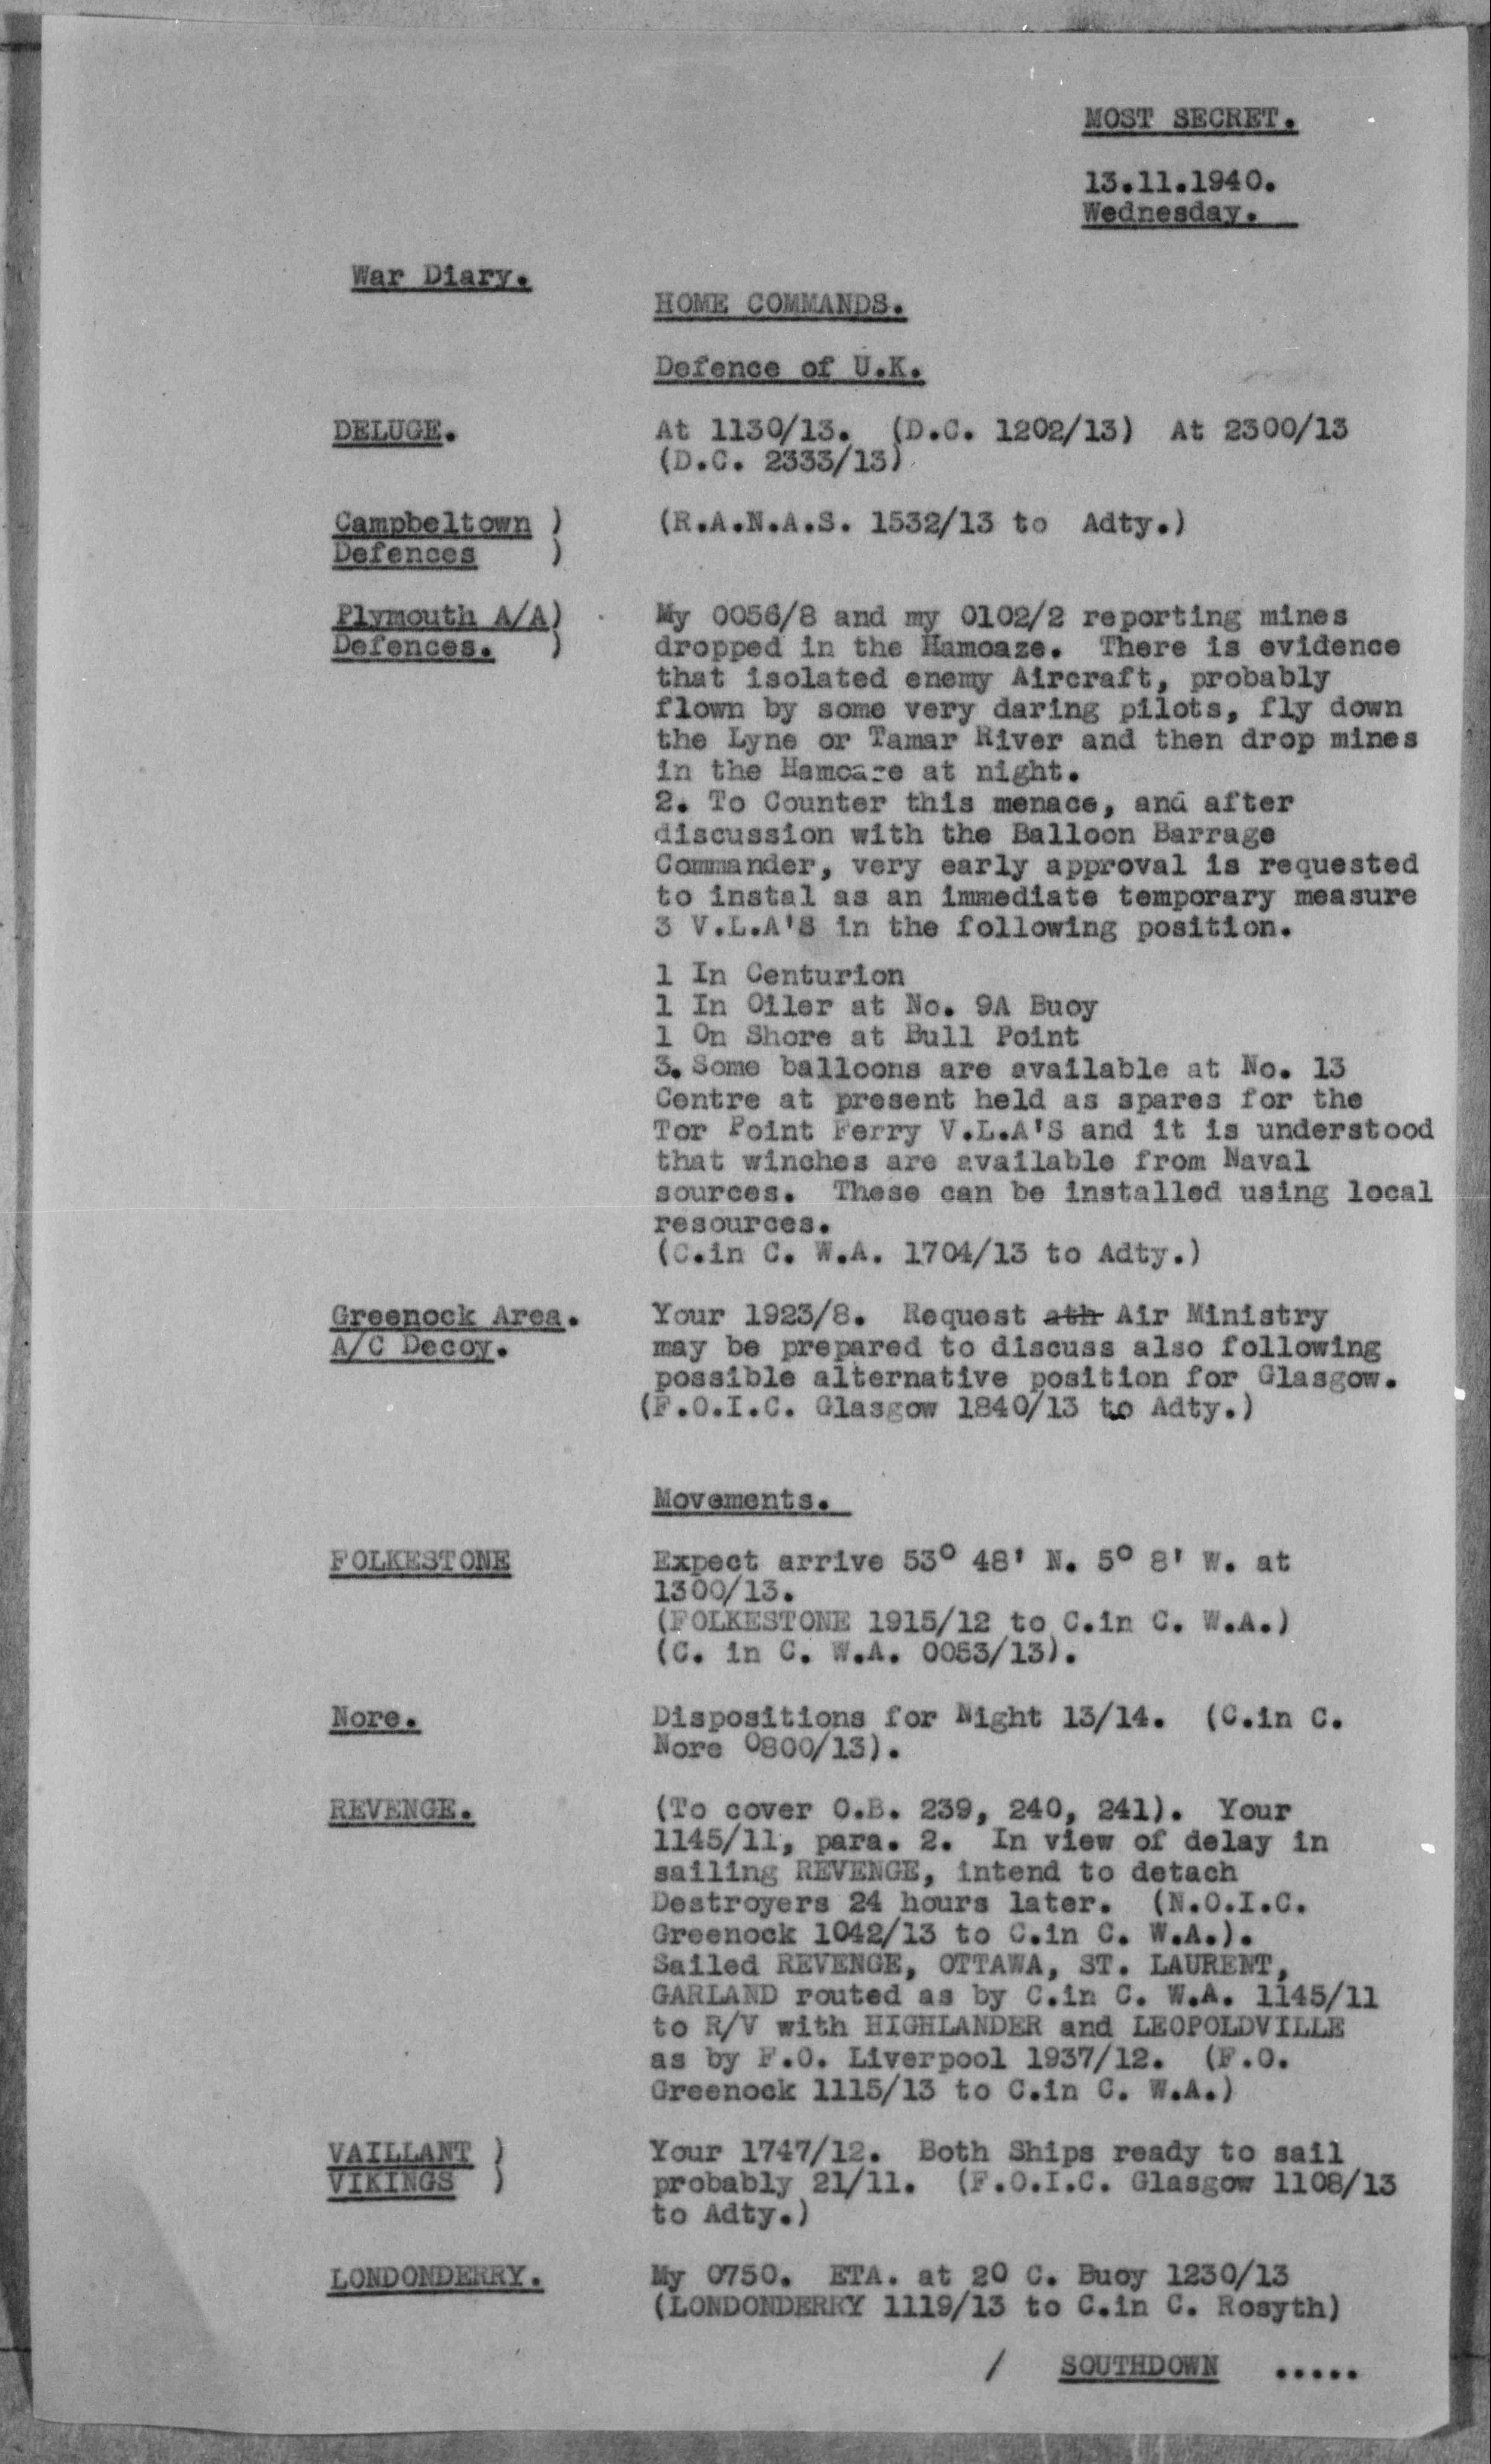 MOST SECRET.
13.11.1940.
Wednesday.
War Diary.
HOME COMMANDS.
Defence of U.K.
DELUGE. At 1130/13. (D.C. 1202/13) At 2300/13
(D.C. 2333/13)
Campbeltown ) (R.A.N.A.S. 1532/13 to Adty.)
Defences )
Plymouth A/A) My 0056/8 and my 0102/2 reporting mines
Defences. ) dropped in the Hamoaze. There is evidence
that isolated enemy Aircraft, probably
flown by some very daring pilots, fly down
the Lyne or Tamar River and then drop mines
in the Hamoaze at night.
2. To Counter this menace, and after
discussion with the Balloon Barrage
Commander, very early approval is requested
to instal as an immediate temporary measure
3 V.L.A'S in the following position.
1 In Centurion
1 In Oiler at No. 9A Buoy
1 On Shore at Bull Point
3. Some balloons are available at No. 13
Centre at present held as spares for the
Tor Point Ferry V.L.A'S and it is understood
that winches are available from Naval
sources. These can be installed using local
resources.
(C.in C. W.A. 1704/13 to Adty.)
Greenock Area. Your 1923/8. Request ath Air Ministry
A/C Decoy. may be prepared to discuss also following
possible alternative position for Glasgow.
(F.O.I.C. Glasgow 1840/13 to Adty.)
Movements.
FOLKESTONE Expect arrive 53° 48' N. 5° 8' W. at
1300/13.
(FOLKESTONE 1915/12 to C.in C. W.A.)
(C. in C. W.A. 0053/13).
Nore. Dispositions for Night 13/14. (C.in C.
Nore 0800/13).
REVENGE. (To cover O.B. 239, 240, 241). Your
1145/11, para. 2. In view of delay in
sailing REVENGE, intend to detach
Destroyers 24 hours later. (N.O.I.C.
Greenock 1042/13 to C.in C. W.A.).
Sailed REVENGE, OTTAWA, ST. LAURENT,
GARLAND routed as by C.in C. W.A. 1145/11
to R/V with HIGHLANDER and LEOPOLDVILLE
as by F.O. Liverpool 1937/12. (F.O.
Greenock 1115/13 to C.in C. W.A.)
VAILLANT ) Your 1747/12. Both Ships ready to sail
VIKINGS ) probably 21/11. (F.O.I.C. Glasgow 1108/13
to Adty.)
LONDONDERRY. My 0750. ETA. at 20 C. Buoy 1230/13
(LONDONDERRY 1119/13 to C.in C. Rosyth)
/ SOUTHDOWN .....